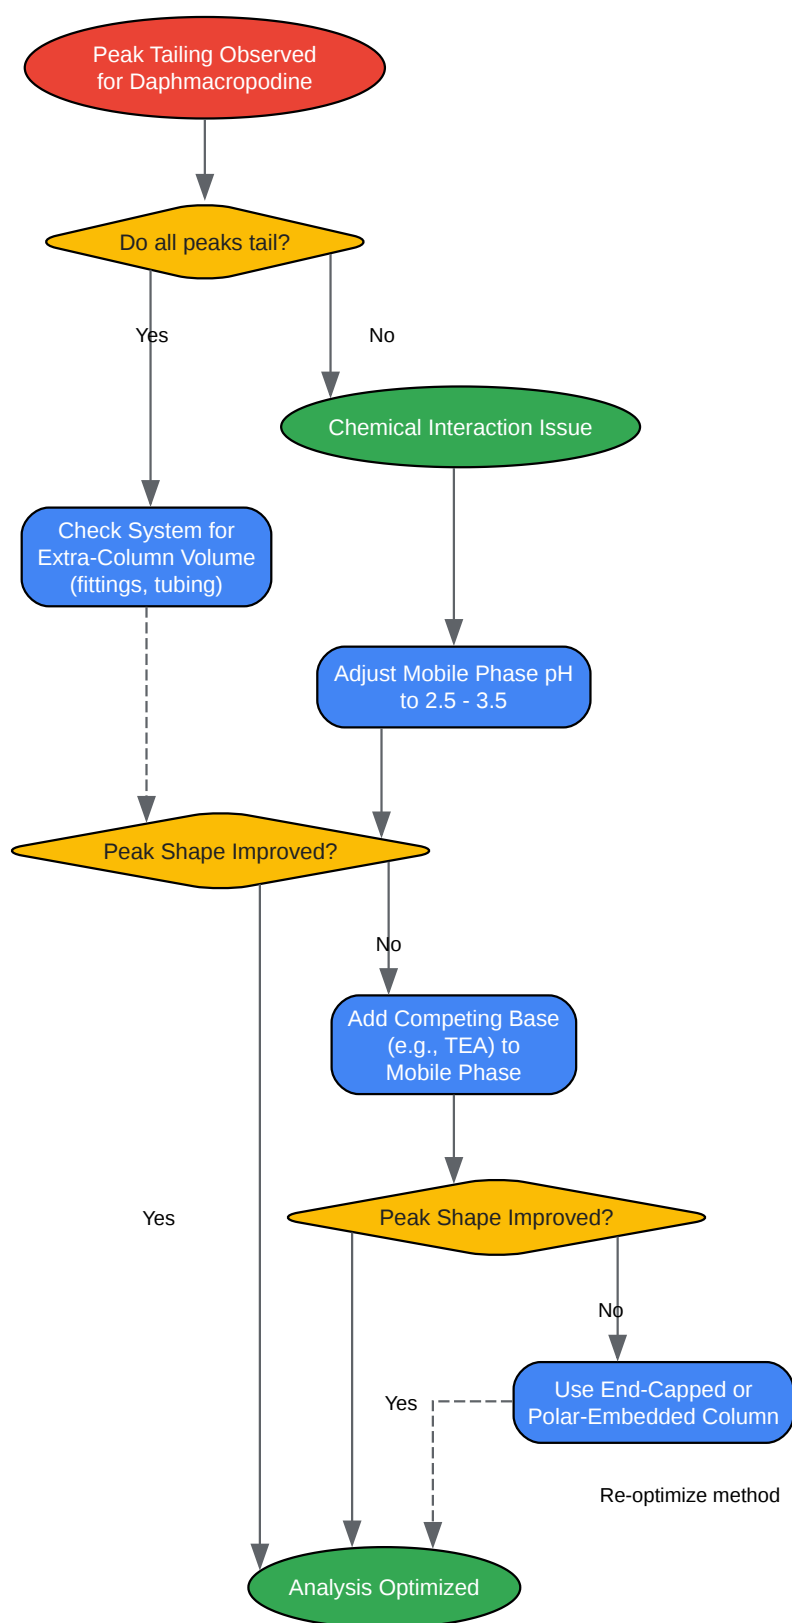 Peak Tailing Observed
for Daphmacropodine
Do all peaks tail?
Yes
No
Chemical Interaction Issue
Check System for
Extra-Column Volume
(fittings, tubing)
Adjust Mobile Phase pH
to 2.5 - 3.5
Peak Shape Improved?
No
Add Competing Base
(e.g., TEA) to
Mobile Phase
Yes
Peak Shape Improved?
No
Use End-Capped or
Polar-Embedded Column
Yes
Re-optimize method
Analysis Optimized